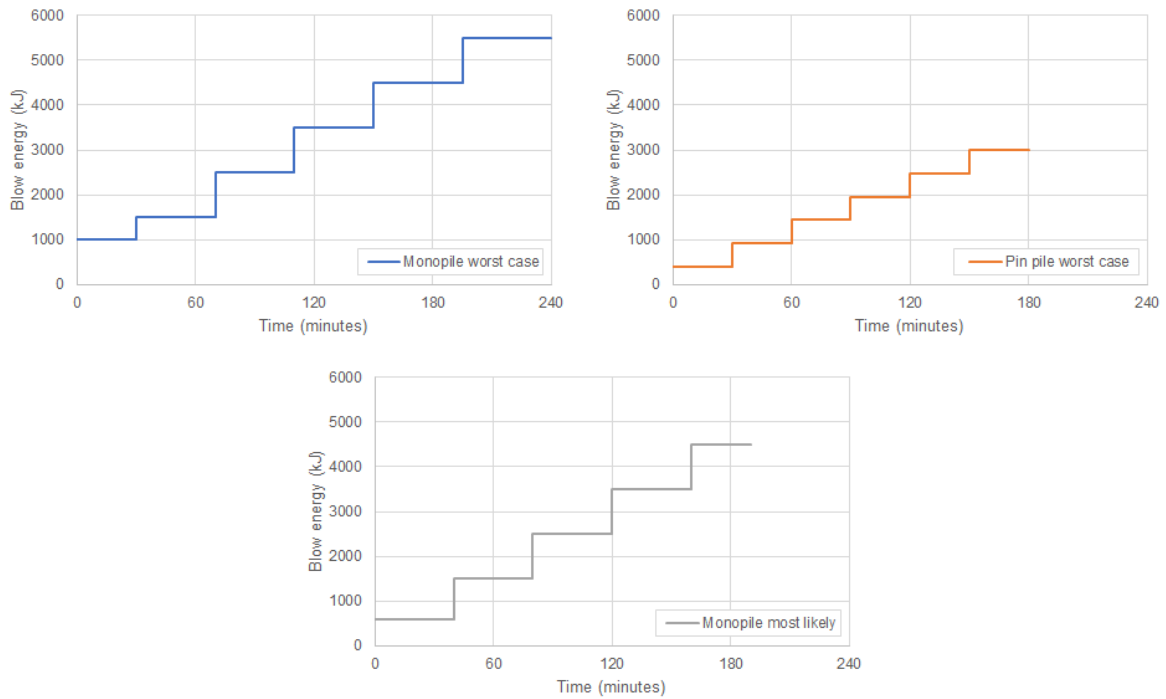 6000
5000
4000
3000
2000
1000
0
Blow energy (kJ)
Monopile worst case
0 60 120 180 240
Time (minutes)
6000
5000
4000
3000
2000
1000
0
Blow energy (kJ)
Pin pile worst case
0 60 120 180 240
Time (minutes)
6000
5000
4000
3000
2000
1000
0
Blow energy (kJ)
Monopile most likely
0 60 120 180 240
Time (minutes)